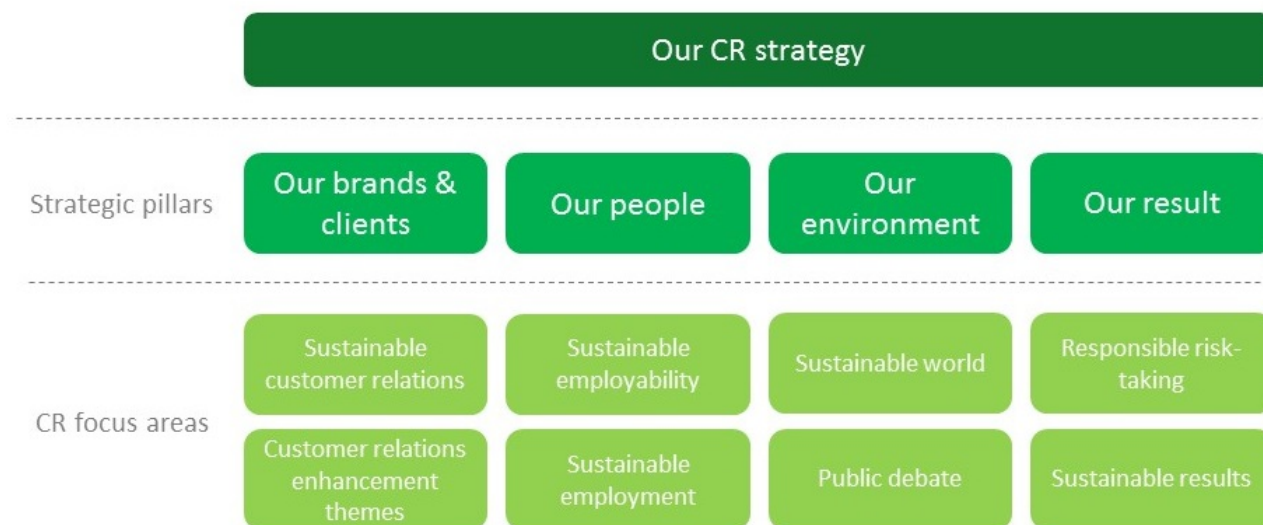 Our CR strategy
Strategic pillars
Our brands &
clients
Our people
Our
environment
Our result
CR focus areas
Sustainable
customer relations
Sustainable
employability
Sustainable world
Responsible risk-
taking
Customer relations
enhancement
themes
Sustainable
employment
Public debate
Sustainable results